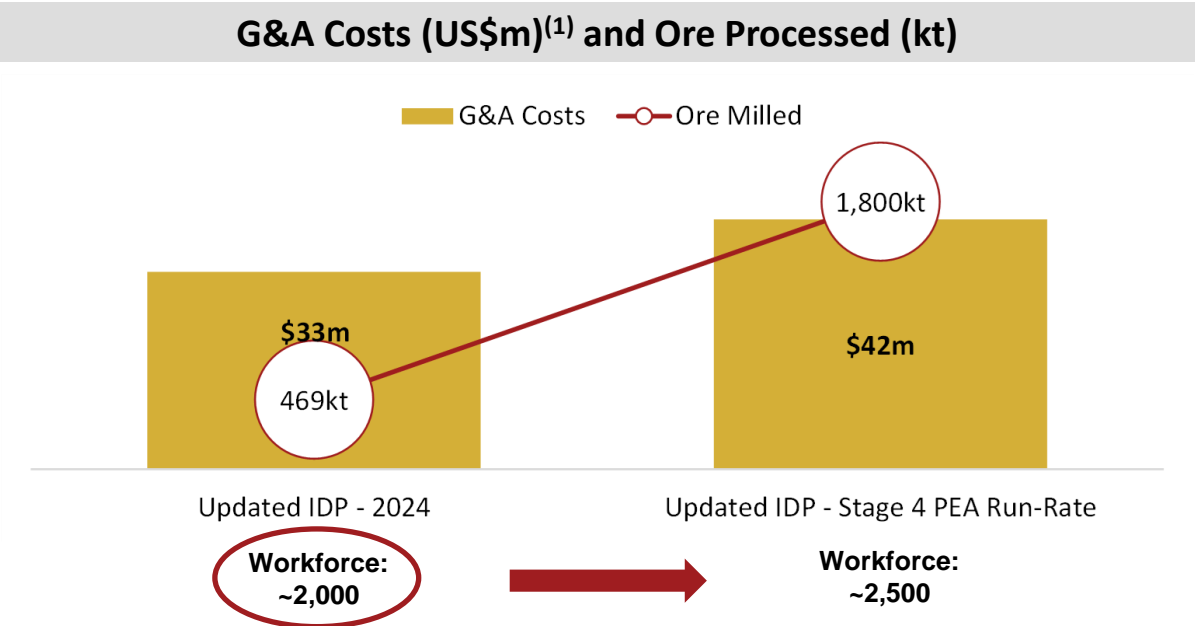 G&A Costs (US$m)(1) and Ore Processed (kt)
G&A Costs
Ore Milled
1,800kt
$33m
$42m
469kt
Updated IDP - 2024
Updated IDP - Stage 4 PEA Run-Rate
Workforce:
~2,000
Workforce:
~2,500